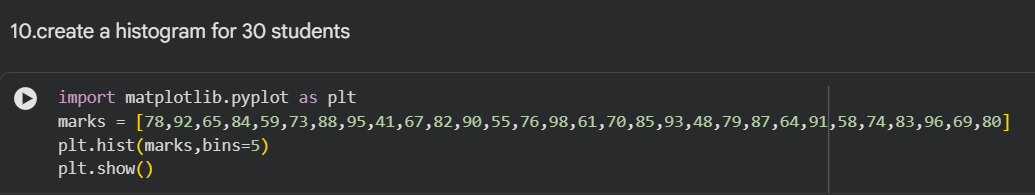 10.create a histogram for 30 students
import matplotlib.pyplot as plt
marks = [78,92,65,84,59,73,88,95,41,67,82,90,55,76,98,61,70,85,93,48,79,87,64,91,58,74,83,96,69,80]
plt.hist(marks,bins=5)
plt.show()